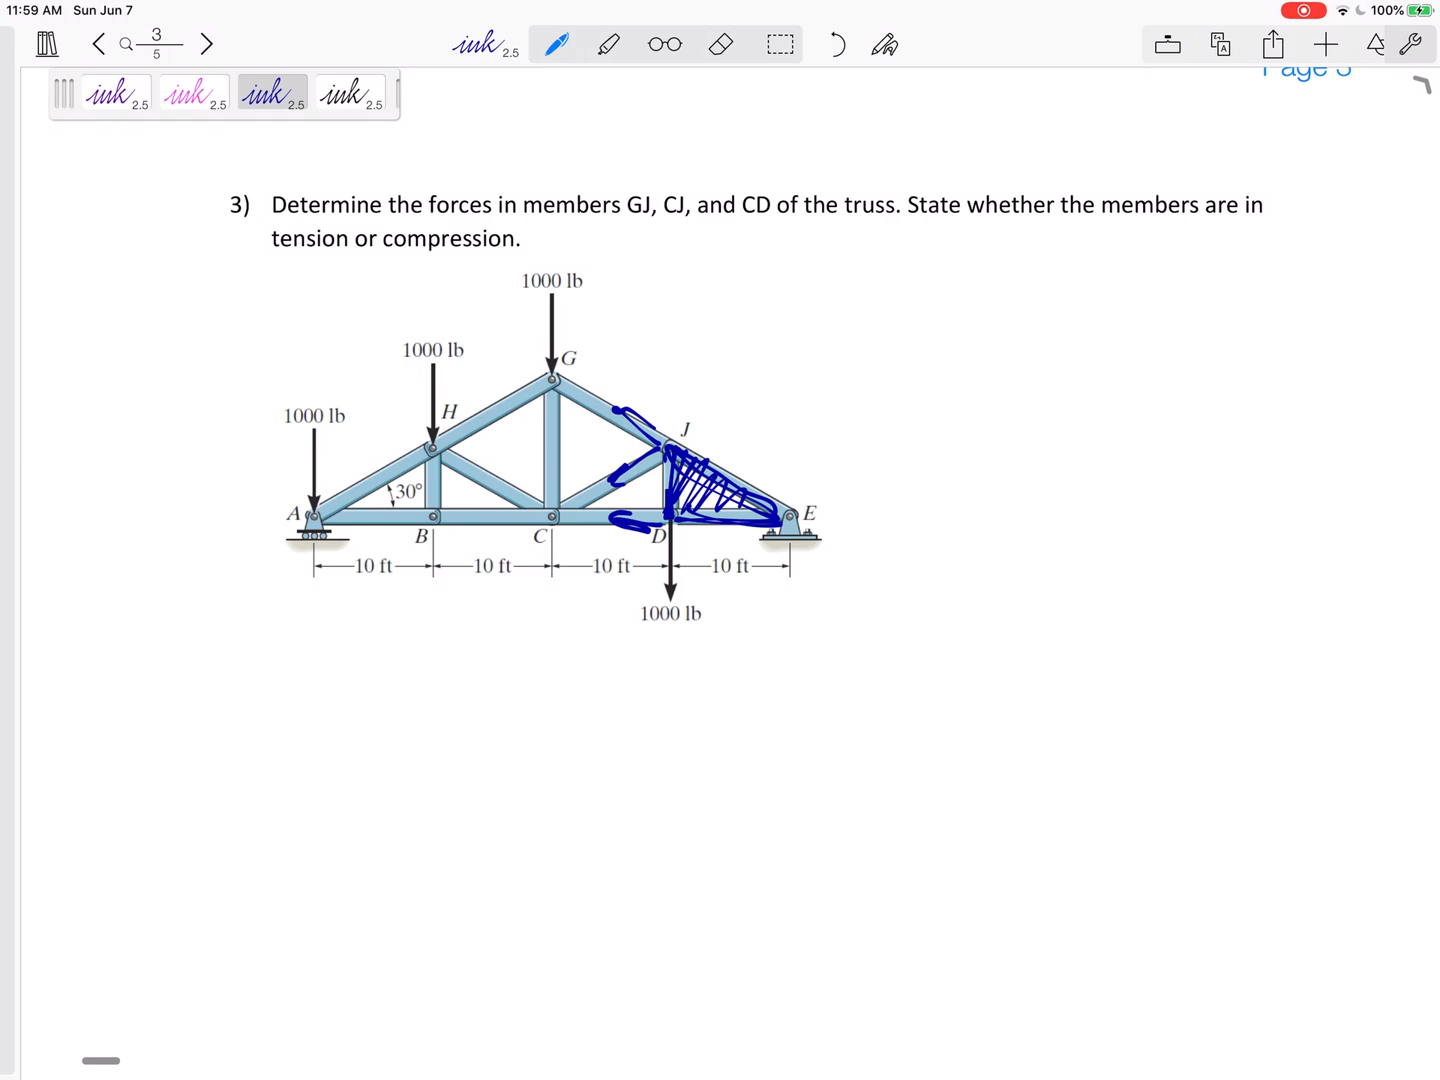 11:59 AM Sun Jun 7
100%
3
5
ink 2.5
Page 3
ink 2.5
ink 2.5
ink 2.5
ink 2.5
3) Determine the forces in members GJ, CJ, and CD of the truss. State whether the members are in
tension or compression.
1000 lb
1000 lb
G
1000 lb
H
J
30°
A
E
B
C
D
10 ft
10 ft
10 ft
10 ft
1000 lb